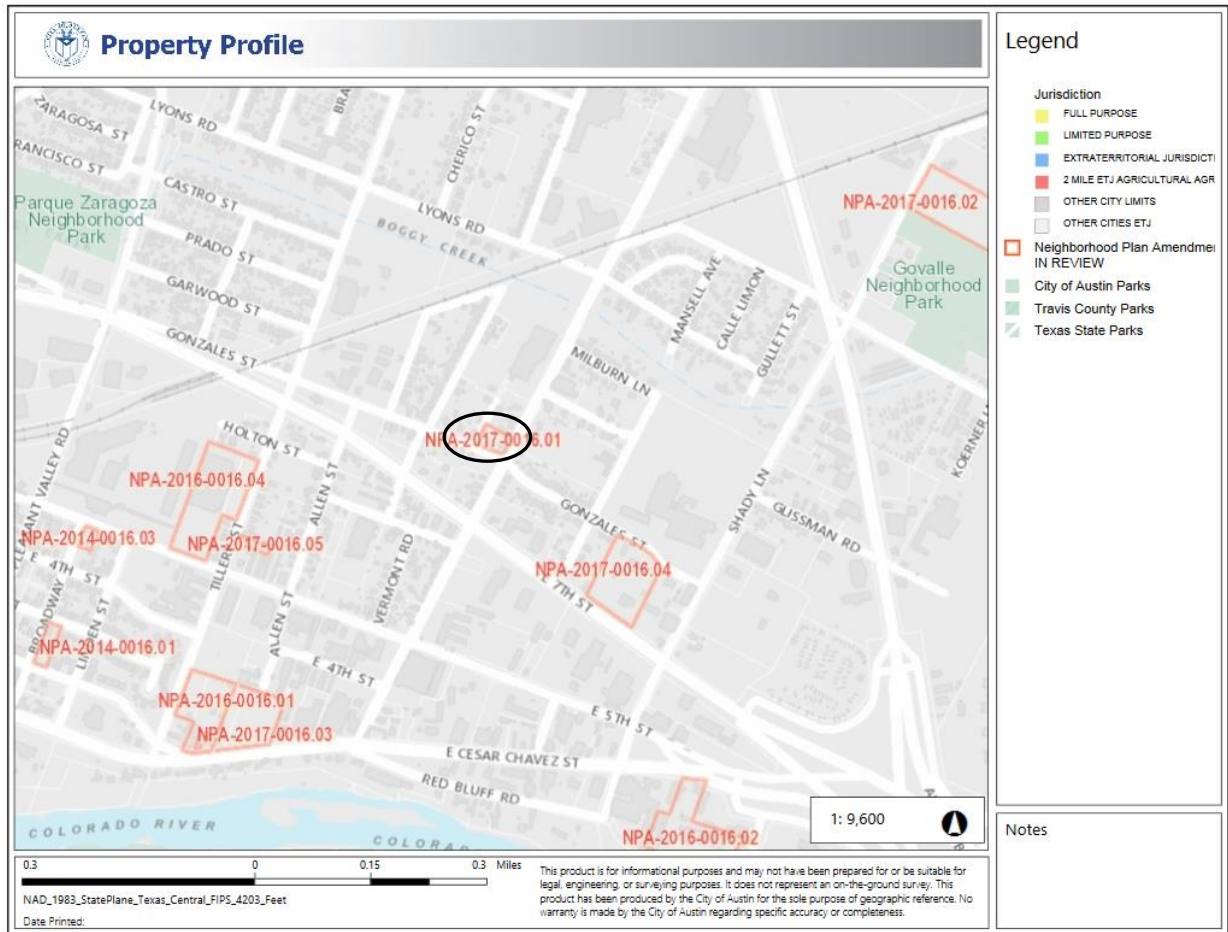 Property Profile
LYONS RD
ZARAGOSA ST
RANCISCO ST
BRA
CHERICO ST
CASTRO ST
LYONS RD
BOGGY CREEK
Parque Zaragoza
Neighborhood
Park
PRADO ST
GARWOOD ST
GONZALES ST
NPA-2017-0016.02
Govalle
Neighborhood
Park
MANSELL AVE
CALLE LIMON
GULLETT ST
MILBURN LN
KOERNER LN
HOLTON ST
NPA-2017-0016.01
PLEASANT VALLEY RD
NPA-2016-0016.04
ALLEN ST
SHADY LN
GLISSMAN RD
GONZALES ST
NPA-2014-0016.03
NPA-2017-0016.05
E 4TH ST
TILLERY ST
VERMONT RD
NPA-2017-0016.04
E 7TH ST
BROADWAY
LINDEN ST
ALLEN ST
NPA-2014-0016.01
E 4TH ST
NPA-2016-0016.01
NPA-2017-0016.03
E 5TH ST
E CESAR CHAVEZ ST
RED BLUFF RD
COLORADO RIVER
COLORAD
NPA-2016-0016.02
1: 9,600
Legend
Jurisdiction
FULL PURPOSE
LIMITED PURPOSE
EXTRATERRITORIAL JURISDICTI
2 MILE ETJ AGRICULTURAL AGR
OTHER CITY LIMITS
OTHER CITIES ETJ
Neighborhood Plan Amendmer
IN REVIEW
City of Austin Parks
Travis County Parks
Texas State Parks
Notes
0.3 0 0.15 0.3 Miles
NAD_1983_StatePlane_Texas_Central_FIPS_4203_Feet
Date Printed:
This product is for informational purposes and may not have been prepared for or be suitable for
legal, engineering, or surveying purposes. It does not represent an on-the-ground survey. This
product has been produced by the City of Austin for the sole purpose of geographic reference. No
warranty is made by the City of Austin regarding specific accuracy or completeness.